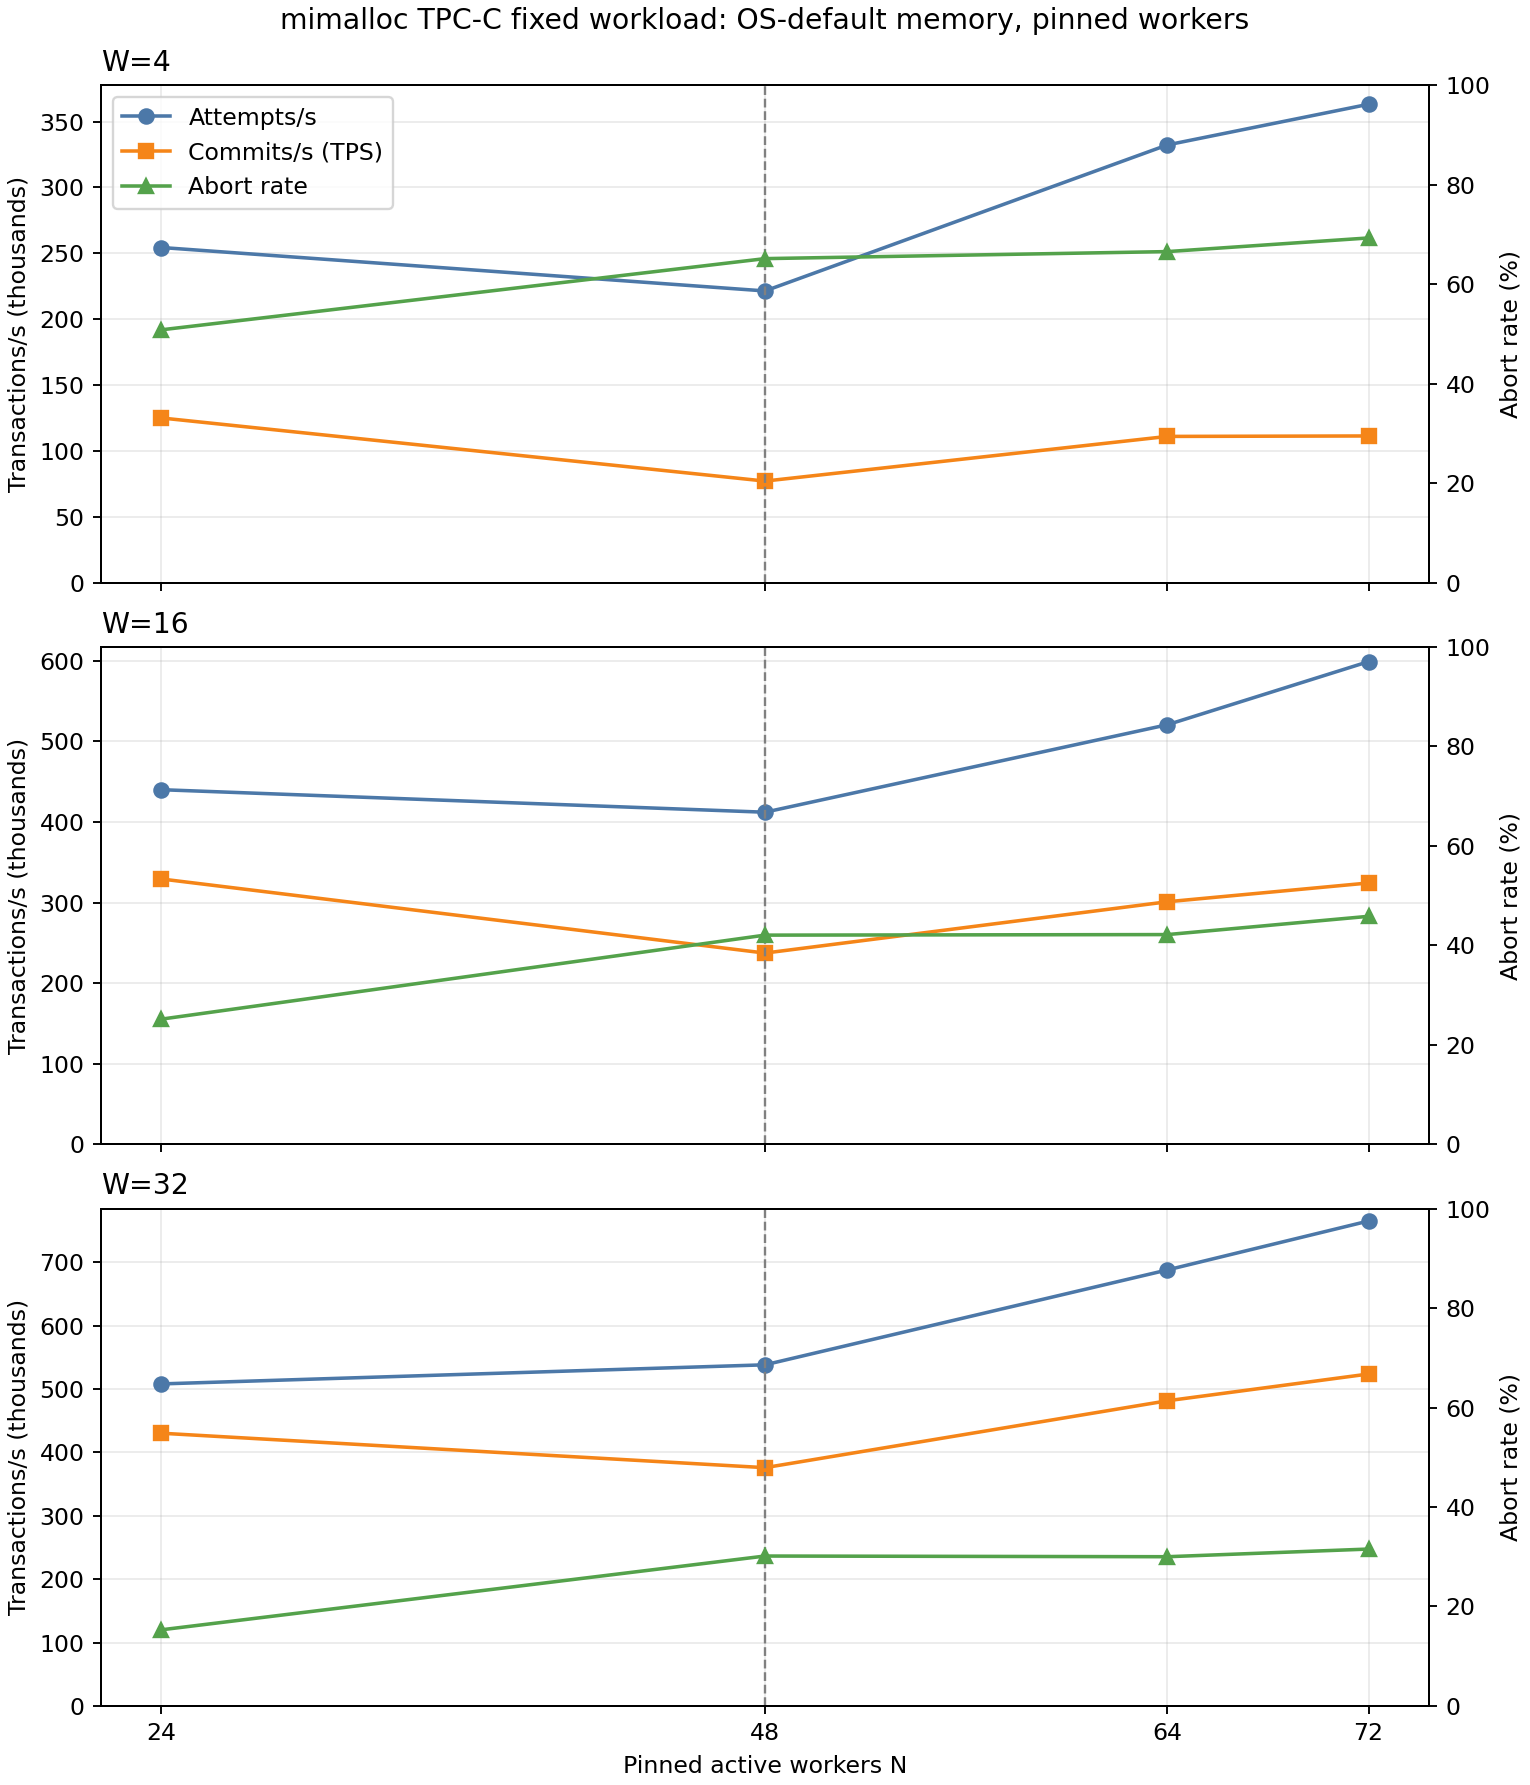 mimalloc TPC-C fixed workload: OS-default memory, pinned workers
W=4
Attempts/s
Commits/s (TPS)
Abort rate
Transactions/s (thousands)
350
300
250
200
150
100
50
0
100
80
60
40
20
0
Abort rate (%)
W=16
Transactions/s (thousands)
600
500
400
300
200
100
0
100
80
60
40
20
0
Abort rate (%)
W=32
Transactions/s (thousands)
700
600
500
400
300
200
100
0
100
80
60
40
20
0
Abort rate (%)
24 48 64 72
Pinned active workers N